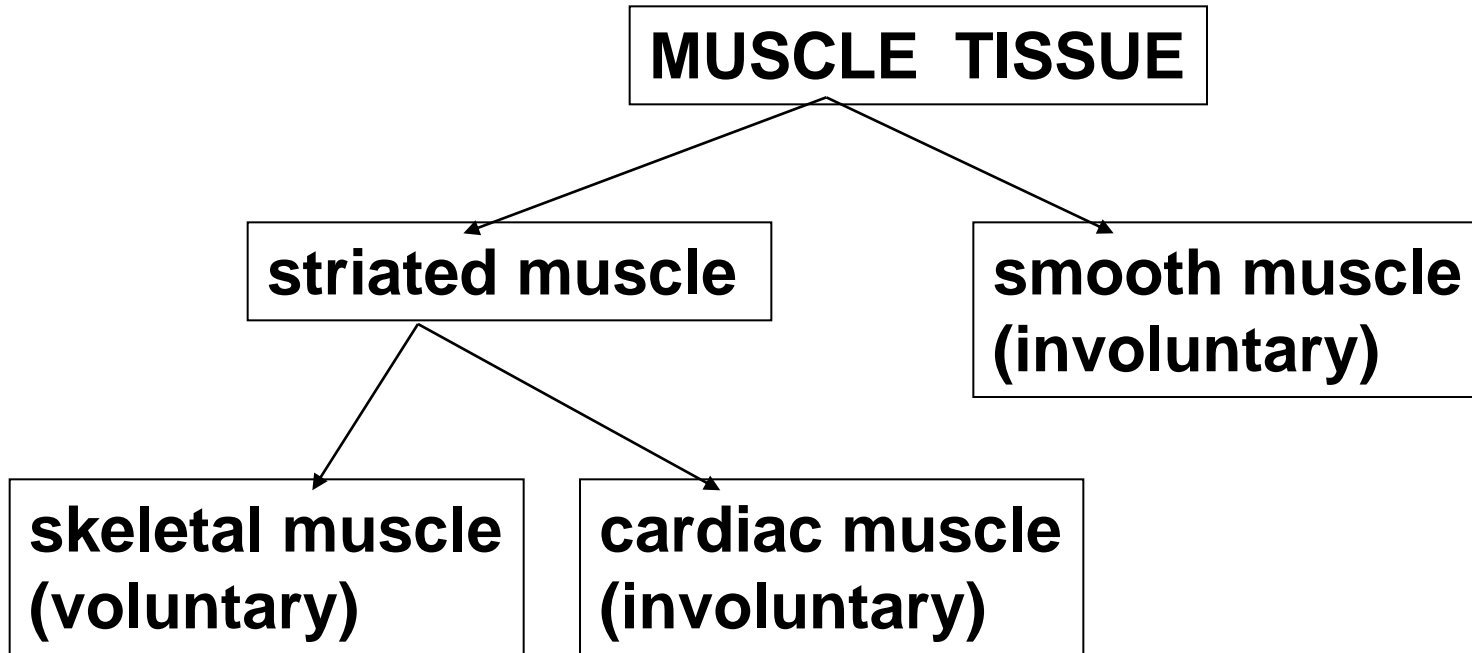 MUSCLE TISSUE
striated muscle
smooth muscle
(involuntary)
skeletal muscle
(voluntary)
cardiac muscle
(involuntary)